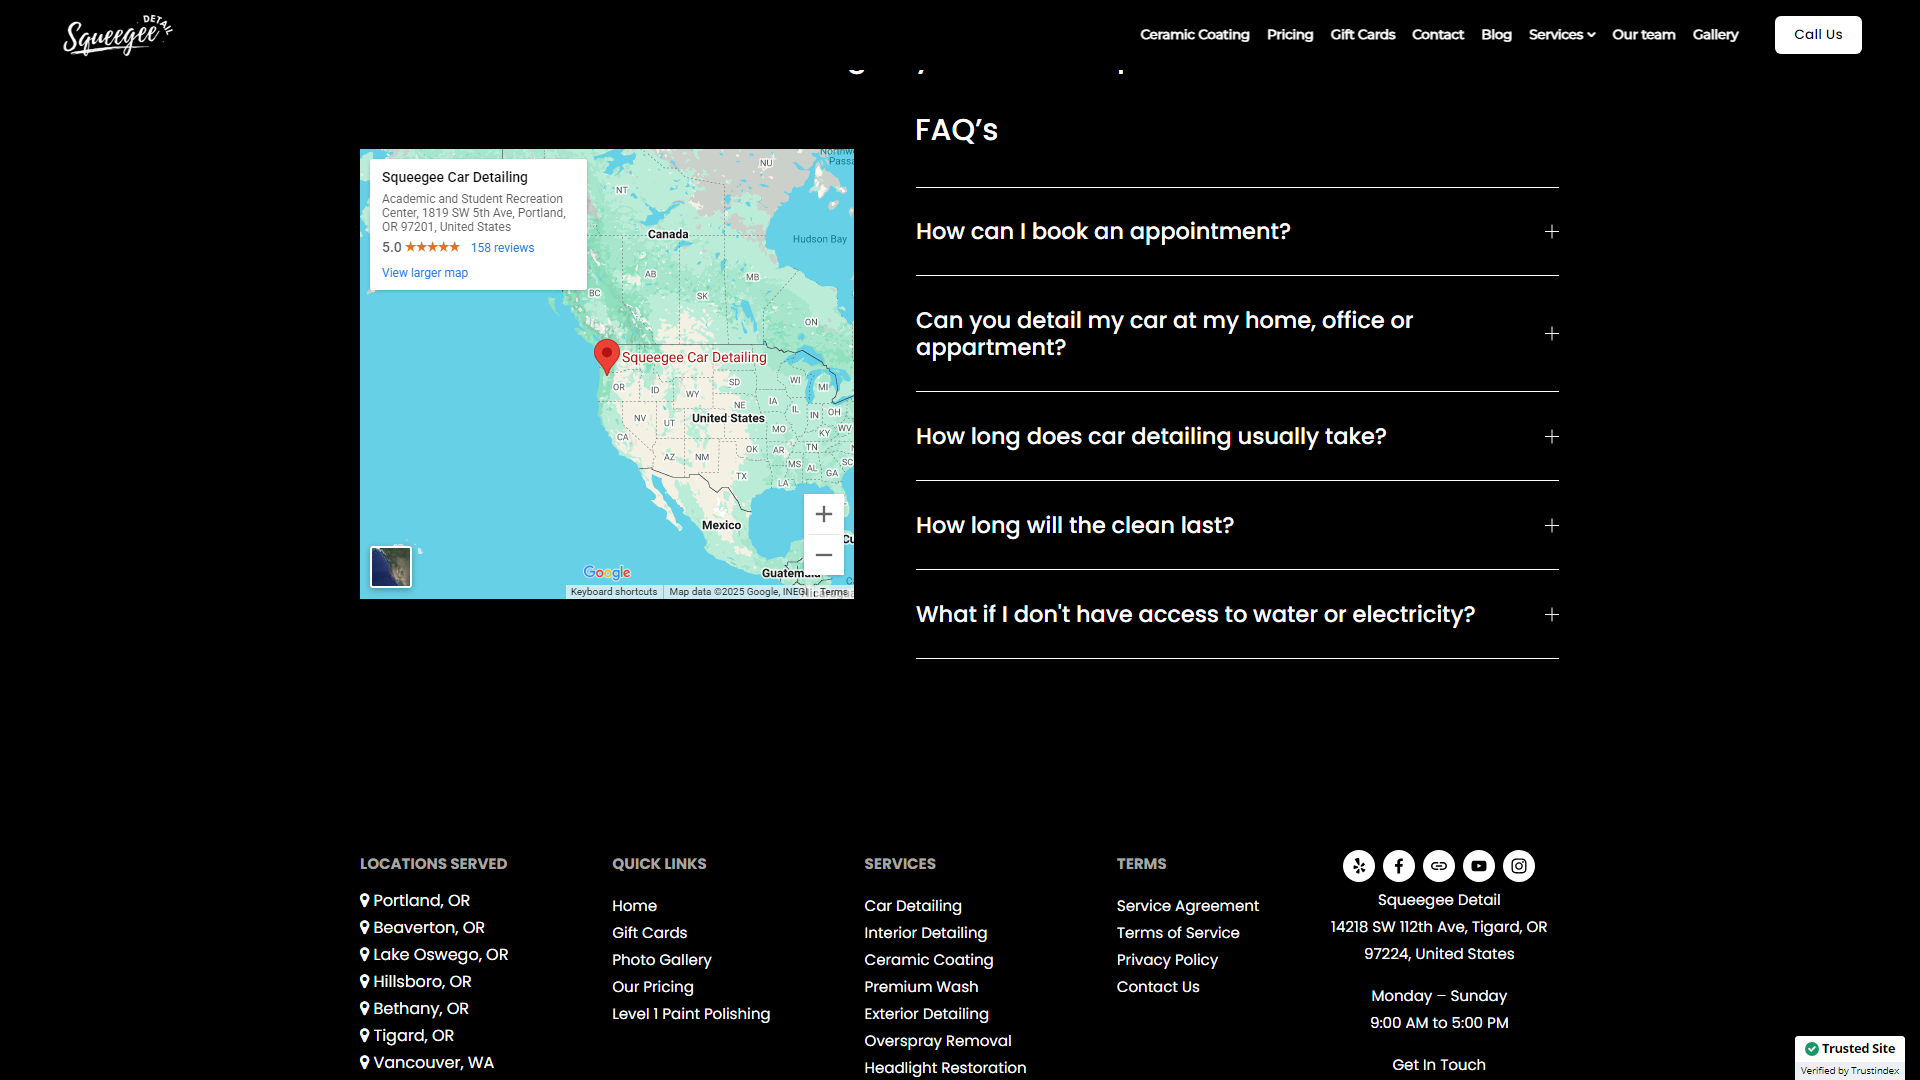 Squeegee DETAIL
Ceramic Coating Pricing Gift Cards Contact Blog Services Our team Gallery Call Us
FAQ’s
Squeegee Car Detailing
Academic and Student Recreation
Center, 1819 SW 5th Ave, Portland,
OR 97201, United States
5.0 ★★★★★ 158 reviews
View larger map
NU
NT
Canada
Hudson Bay
AB
MB
BC
SK
ON
Squeegee Car Detailing
OR
ID
SD
WY
WI
MI
NE
IA
IL
IN
OH
NV
UT
United States
CA
MO
KY
WV
AZ
NM
OK
AR
TN
MS
AL
SC
TX
LA
GA
Mexico
Guatemala
Google
Keyboard shortcuts Map data ©2025 Google, INEGI Terms
How can I book an appointment?
Can you detail my car at my home, office or
appartment?
How long does car detailing usually take?
How long will the clean last?
What if I don't have access to water or electricity?
LOCATIONS SERVED
Portland, OR
Beaverton, OR
Lake Oswego, OR
Hillsboro, OR
Bethany, OR
Tigard, OR
Vancouver, WA
QUICK LINKS
Home
Gift Cards
Photo Gallery
Our Pricing
Level 1 Paint Polishing
SERVICES
Car Detailing
Interior Detailing
Ceramic Coating
Premium Wash
Exterior Detailing
Overspray Removal
Headlight Restoration
TERMS
Service Agreement
Terms of Service
Privacy Policy
Contact Us
Squeegee Detail
14218 SW 112th Ave, Tigard, OR
97224, United States
Monday – Sunday
9:00 AM to 5:00 PM
Get In Touch
Trusted Site
Verified by Trustindex